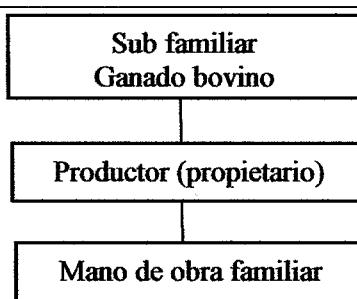 Sub familiar
Ganado bovino
Productor (propietario)
Mano de obra familiar